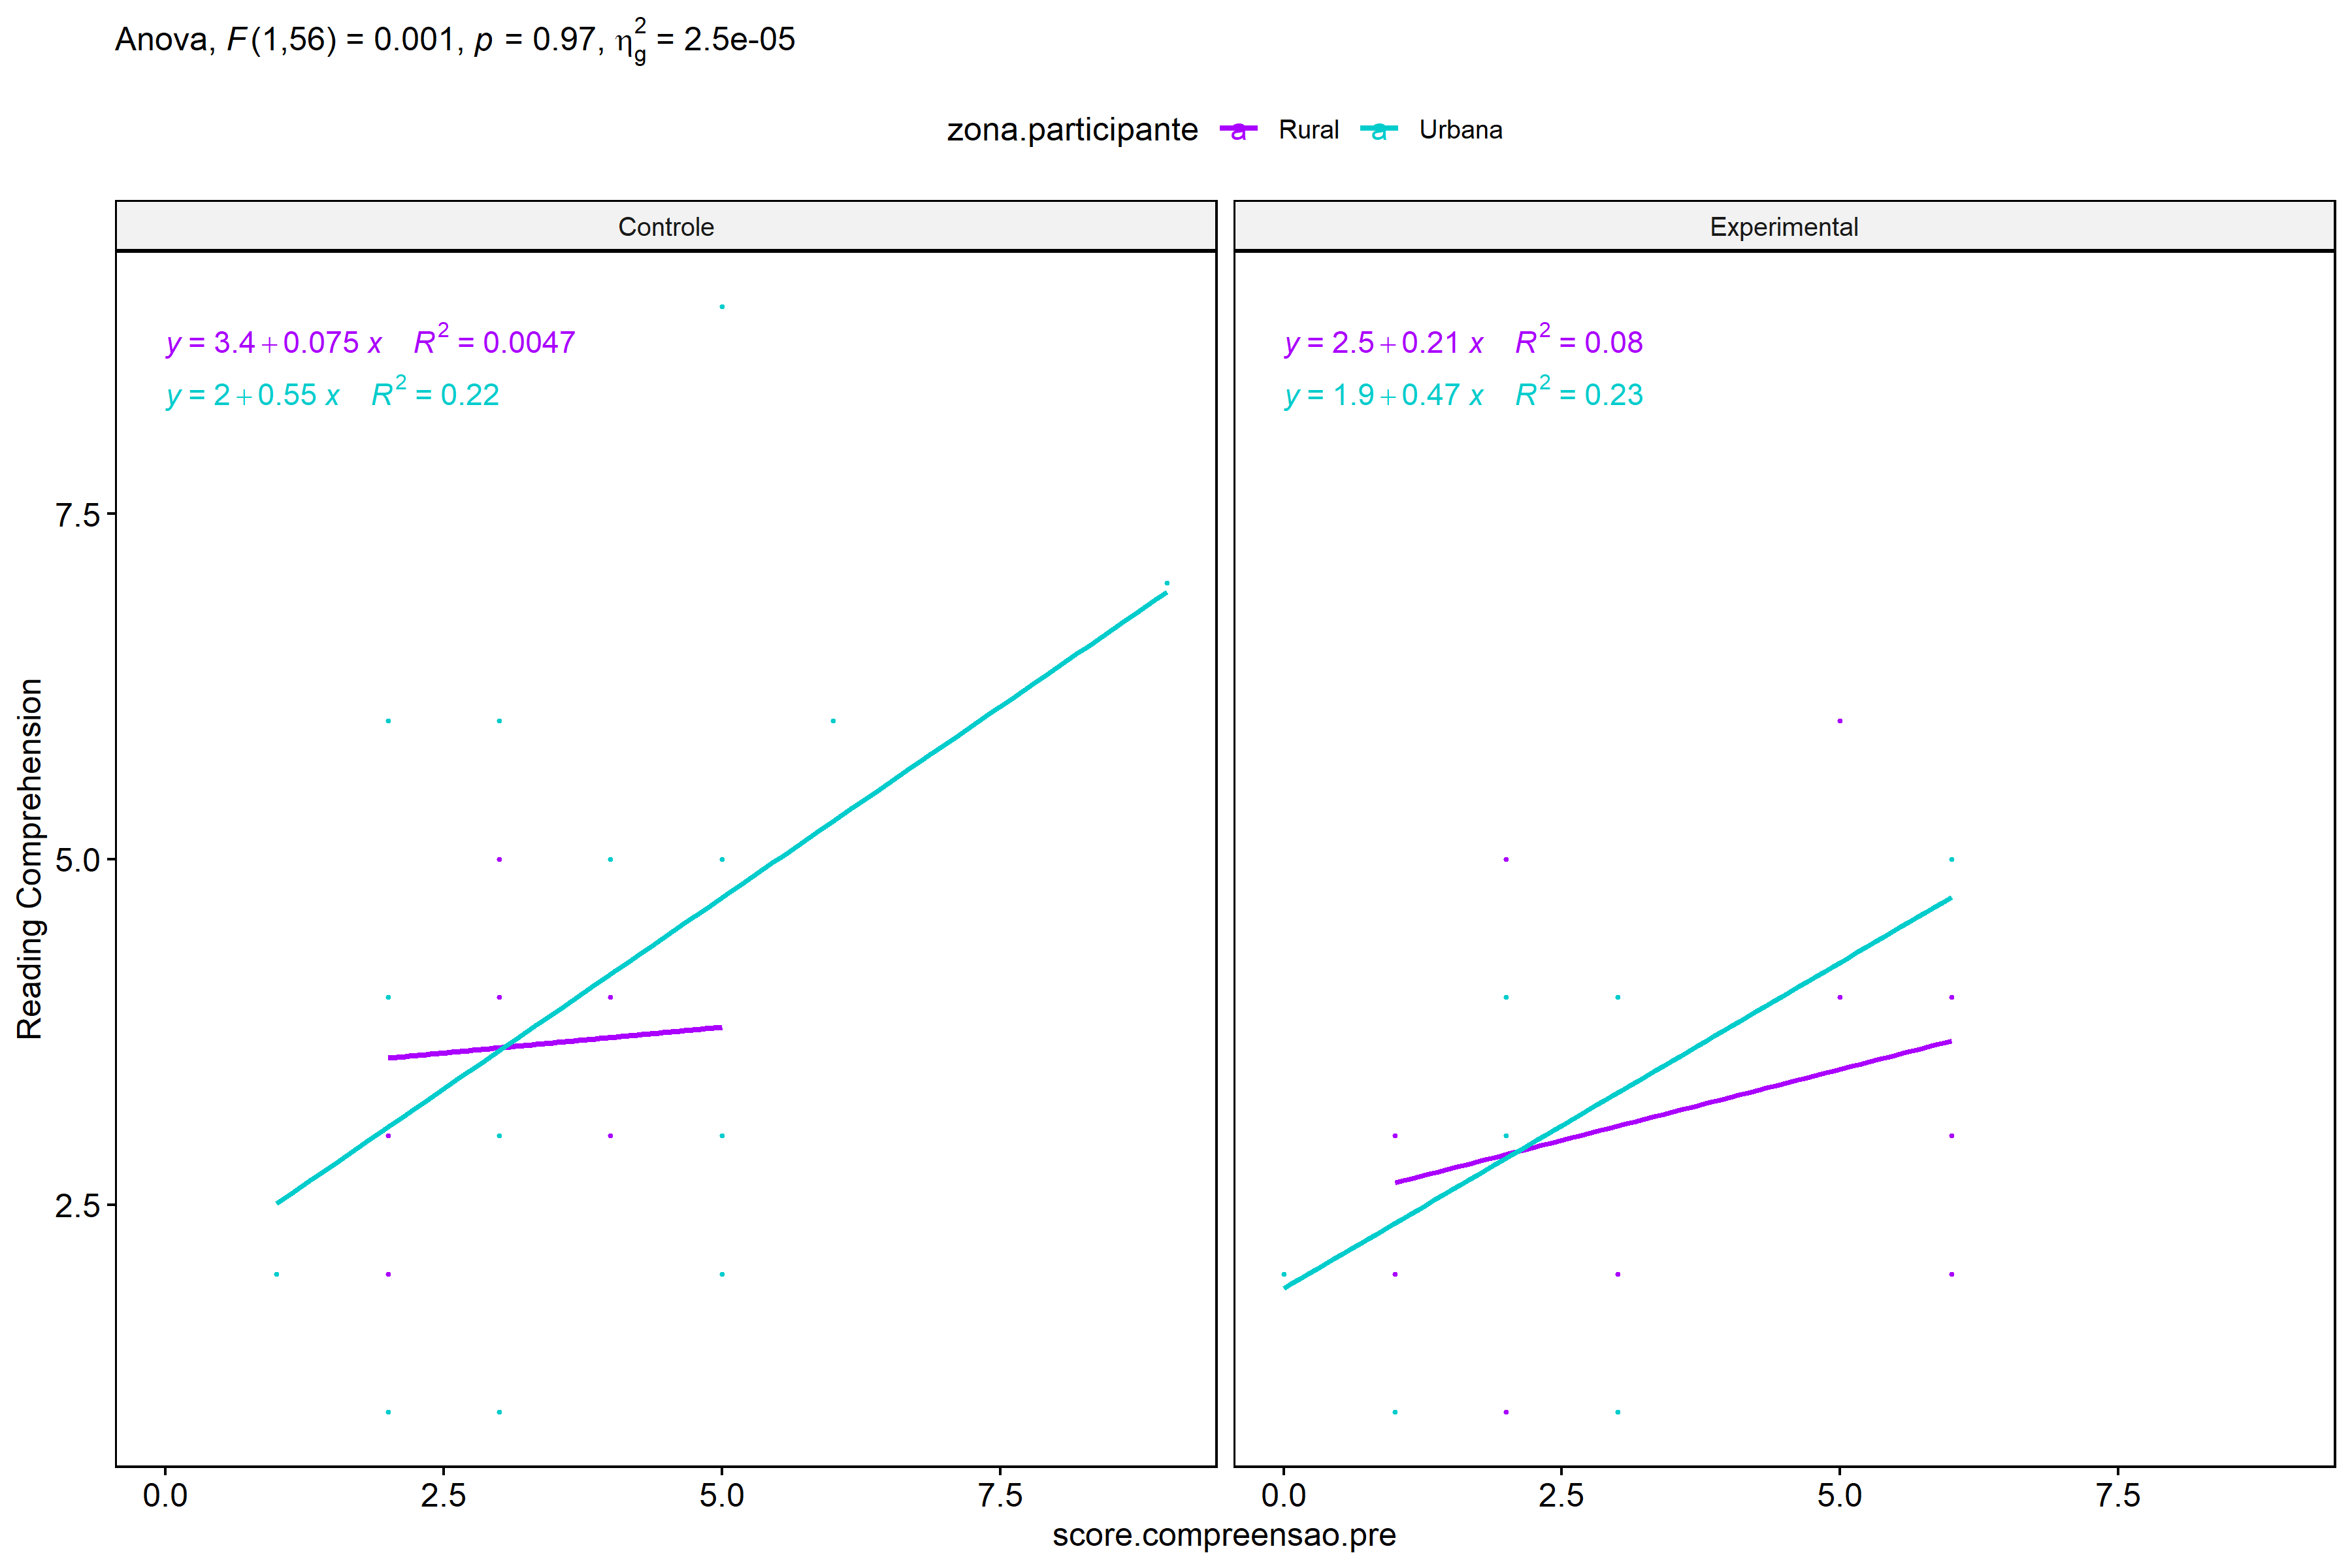 Anova, F(1,56) = 0.001, p = 0.97, η²g = 2.5e-05
zona.participante a Rural a Urbana
Controle
y = 3.4 + 0.075 x R² = 0.0047
y = 2 + 0.55 x R² = 0.22
Experimental
y = 2.5 + 0.21 x R² = 0.08
y = 1.9 + 0.47 x R² = 0.23
Reading Comprehension
7.5
5.0
2.5
0.0 2.5 5.0 7.5
0.0 2.5 5.0 7.5
score.compreensao.pre